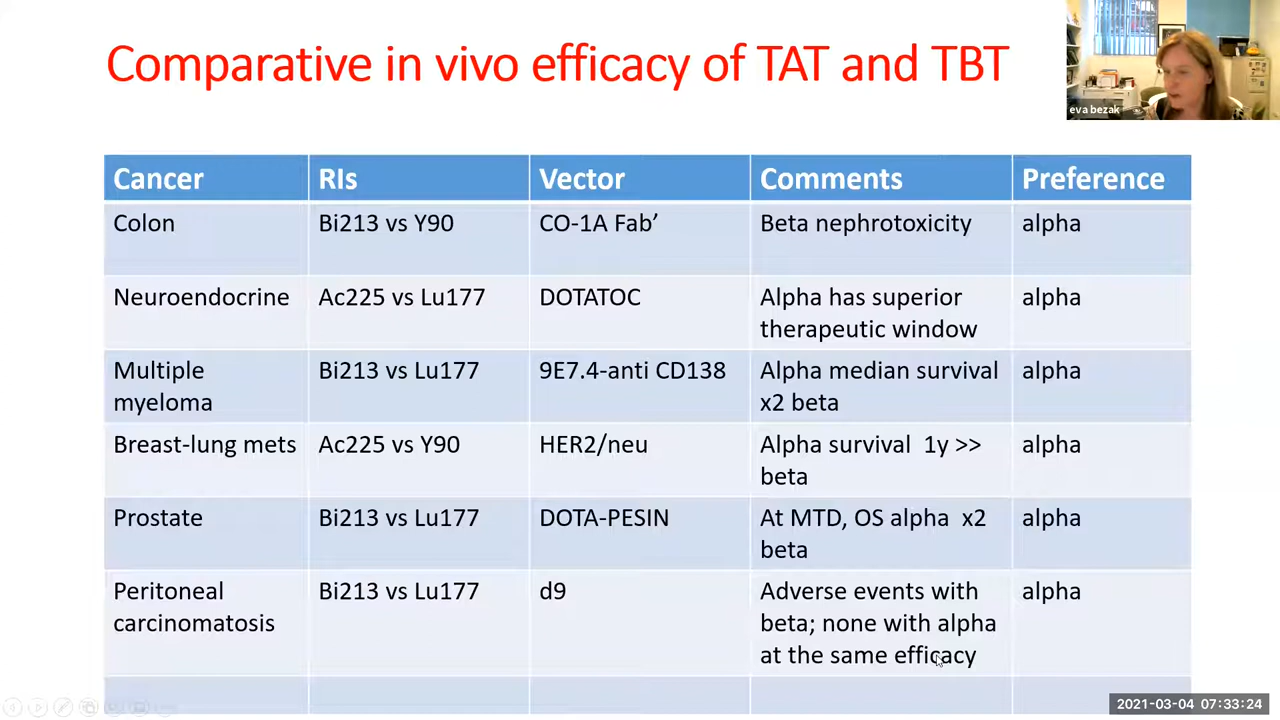 Comparative in vivo efficacy of TAT and TBT
eva bezak
Cancer RIs Vector Comments Preference
Colon Bi213 vs Y90 CO-1A Fab’ Beta nephrotoxicity alpha
Neuroendocrine Ac225 vs Lu177 DOTATOC Alpha has superior alpha
therapeutic window
Multiple Bi213 vs Lu177 9E7.4-anti CD138 Alpha median survival alpha
myeloma x2 beta
Breast-lung mets Ac225 vs Y90 HER2/neu Alpha survival 1y >> alpha
beta
Prostate Bi213 vs Lu177 DOTA-PESIN At MTD, OS alpha x2 alpha
beta
Peritoneal Bi213 vs Lu177 d9 Adverse events with alpha
carcinomatosis beta; none with alpha
at the same efficacy
2021-03-04 07:33:24